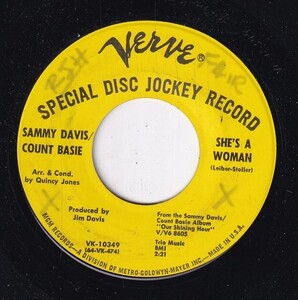 BIH
FAIR
Verve®
SPECIAL DISC JOCKEY RECORD
SAMMY DAVIS/
COUNT BASIE
Arr. & Cond.
by Quincy Jones
SHE'S A
WOMAN
(Leiber-Stoller)
Produced by
Jim Davis
From the Sammy Davis/
Count Basie Album
"Our Shining Hour"
V/V6 8605
VK-10349
(64-VK-474)
Trio Music
BMI
2:21
MGM RECORDS—A DIVISION OF METRO-GOLDWYN-MAYER INC.